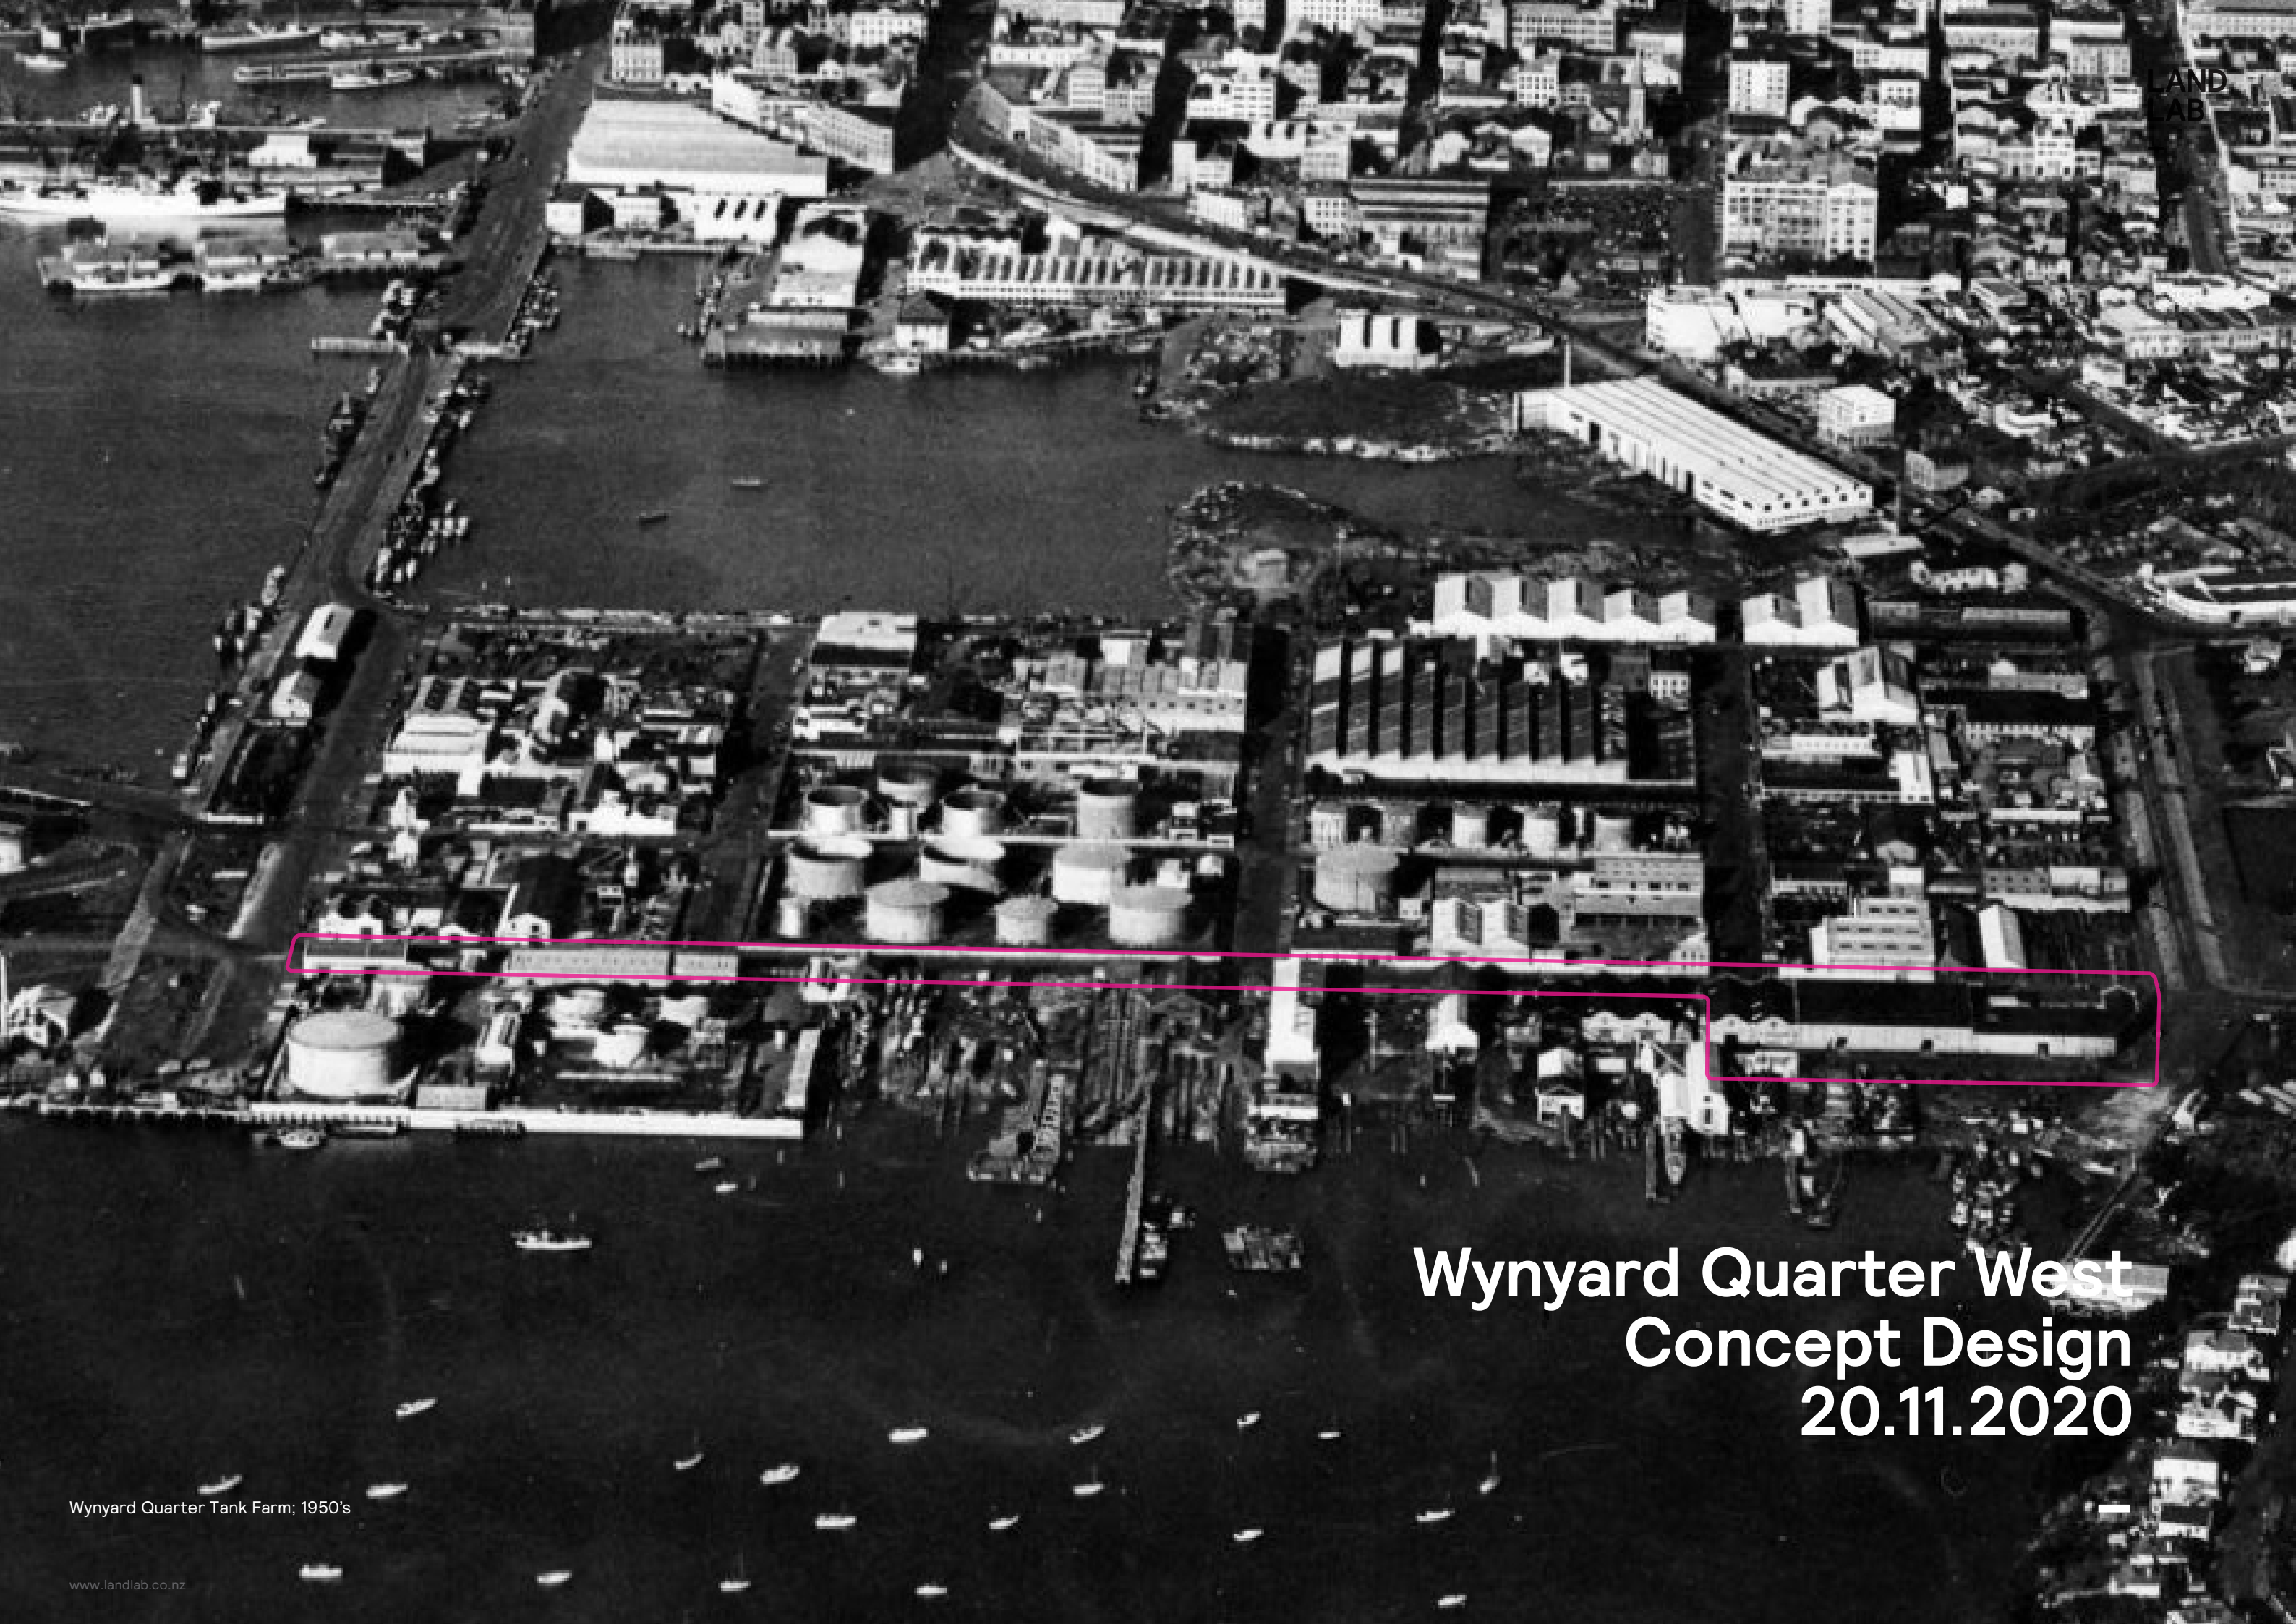 LAND
LAB
Wynyard Quarter West
Concept Design
20.11.2020
Wynyard Quarter Tank Farm; 1950's
www.landlab.co.nz